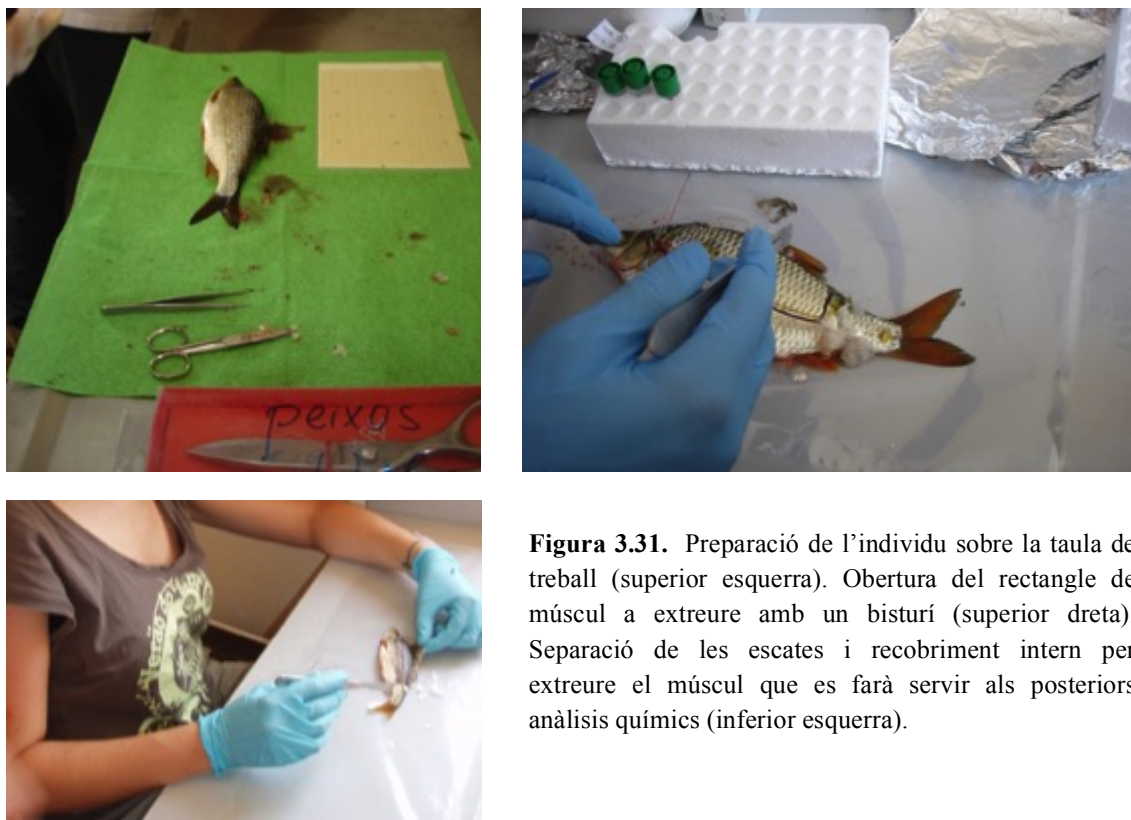 peixos
Figura 3.31. Preparació de l’individu sobre la taula de
treball (superior esquerra). Obertura del rectangle de
múscul a extreure amb un bisturí (superior dreta)
Separació de les escates i recobriment intern per
extreure el múscul que es farà servir als posteriors
anàlisis químics (inferior esquerra).